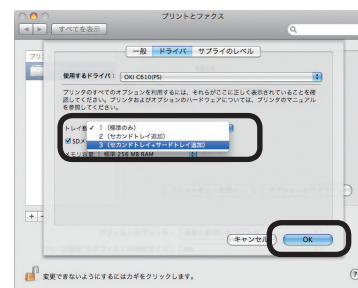 プリントとファクス
すべてを表示
一般 ドライバ サプライのレベル
使用するドライバ： OKI C610(PS)
プリンタのすべてのオプションを利用するには、それらがここに正しく表示されていることを確
認してください。プリンタおよびオプションのハードウェアについては、プリンタのマニュアル
を参照してください。
トレイ
✓ 1（標準のみ）
2（セカンドトレイ追加）
3（セカンドトレイ+サードトレイ追加）
SDメ
メモリ容量： 標準 256 MB RAM
キャンセル OK
変更できないようにするにはカギをクリックします。